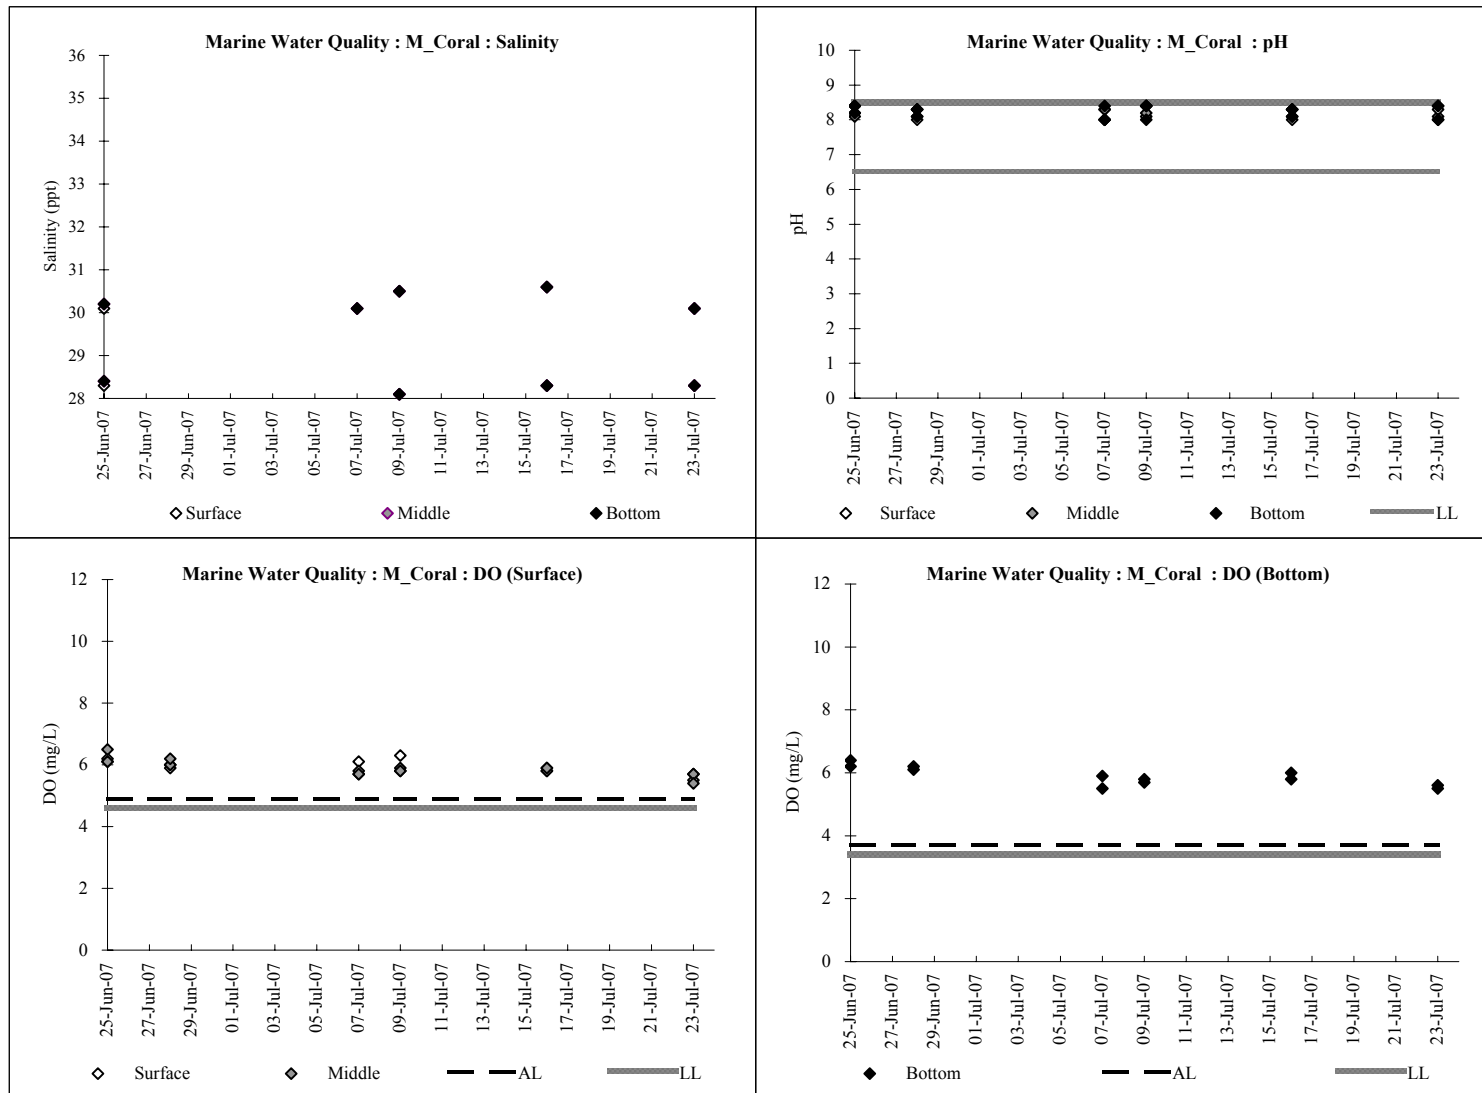 Marine Water Quality : M_Coral : Salinity
36
35
34
33
32
31
30
29
28
Salinity (ppt)
25-Jun-07
27-Jun-07
29-Jun-07
01-Jul-07
03-Jul-07
05-Jul-07
07-Jul-07
09-Jul-07
11-Jul-07
13-Jul-07
15-Jul-07
17-Jul-07
19-Jul-07
21-Jul-07
23-Jul-07
Surface Middle Bottom
Marine Water Quality : M_Coral : pH
10
9
8
7
6
5
4
3
2
1
0
pH
25-Jun-07
27-Jun-07
29-Jun-07
01-Jul-07
03-Jul-07
05-Jul-07
07-Jul-07
09-Jul-07
11-Jul-07
13-Jul-07
15-Jul-07
17-Jul-07
19-Jul-07
21-Jul-07
23-Jul-07
Surface Middle Bottom LL
Marine Water Quality : M_Coral : DO (Surface)
12
10
8
6
4
2
0
DO (mg/L)
25-Jun-07
27-Jun-07
29-Jun-07
01-Jul-07
03-Jul-07
05-Jul-07
07-Jul-07
09-Jul-07
11-Jul-07
13-Jul-07
15-Jul-07
17-Jul-07
19-Jul-07
21-Jul-07
23-Jul-07
Surface Middle AL LL
Marine Water Quality : M_Coral : DO (Bottom)
12
10
8
6
4
2
0
DO (mg/L)
25-Jun-07
27-Jun-07
29-Jun-07
01-Jul-07
03-Jul-07
05-Jul-07
07-Jul-07
09-Jul-07
11-Jul-07
13-Jul-07
15-Jul-07
17-Jul-07
19-Jul-07
21-Jul-07
23-Jul-07
Bottom AL LL